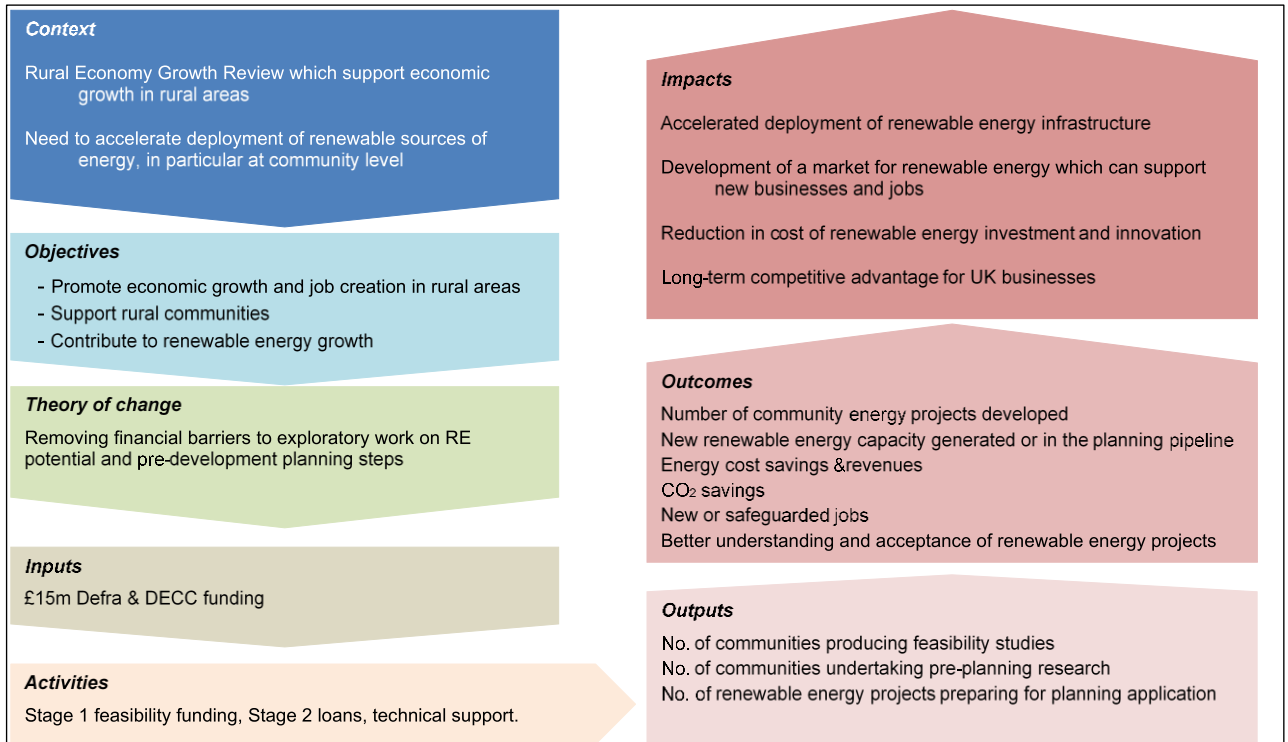 Context
Rural Economy Growth Review which support economic
growth in rural areas
Need to accelerate deployment of renewable sources of
energy, in particular at community level
Objectives
- Promote economic growth and job creation in rural areas
- Support rural communities
- Contribute to renewable energy growth
Theory of change
Removing financial barriers to exploratory work on RE
potential and pre-development planning steps
Inputs
£15m Defra & DECC funding
Activities
Stage 1 feasibility funding, Stage 2 loans, technical support.
Outputs
No. of communities producing feasibility studies
No. of communities undertaking pre-planning research
No. of renewable energy projects preparing for planning application
Outcomes
Number of community energy projects developed
New renewable energy capacity generated or in the planning pipeline
Energy cost savings &revenues
CO₂ savings
New or safeguarded jobs
Better understanding and acceptance of renewable energy projects
Impacts
Accelerated deployment of renewable energy infrastructure
Development of a market for renewable energy which can support
new businesses and jobs
Reduction in cost of renewable energy investment and innovation
Long-term competitive advantage for UK businesses